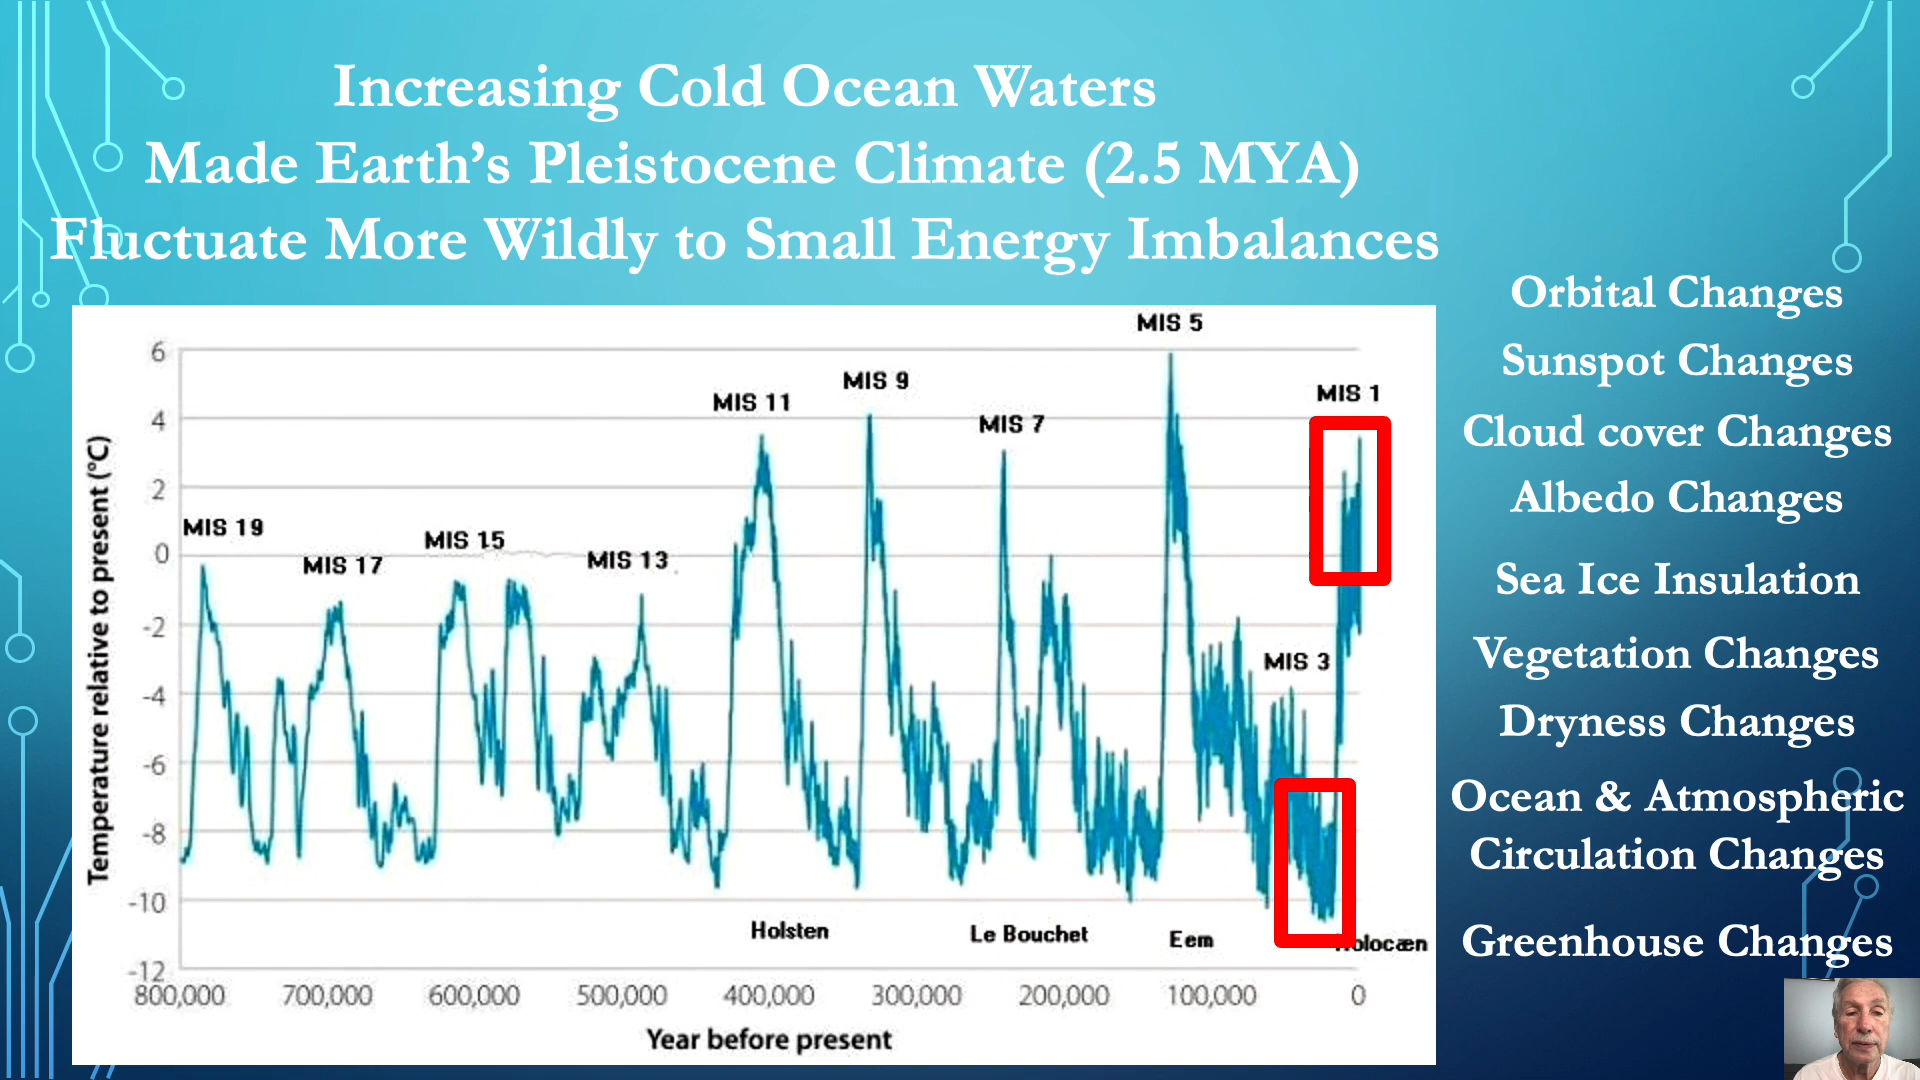 Increasing Cold Ocean Waters
Made Earth's Pleistocene Climate (2.5 MYA)
Fluctuate More Wildly to Small Energy Imbalances
Orbital Changes
Sunspot Changes
Cloud cover Changes
Albedo Changes
Sea Ice Insulation
Vegetation Changes
Dryness Changes
Ocean & Atmospheric
Circulation Changes
Greenhouse Changes
Temperature relative to present (°C)
6
4
2
0
-2
-4
-6
-8
-10
-12
MIS 19
MIS 17
MIS 15
MIS 13
MIS 11
MIS 9
MIS 7
MIS 5
MIS 3
MIS 1
Holsten
Le Bouchet
Eem
800,000
700,000
600,000
500,000
400,000
300,000
200,000
100,000
0
Year before present